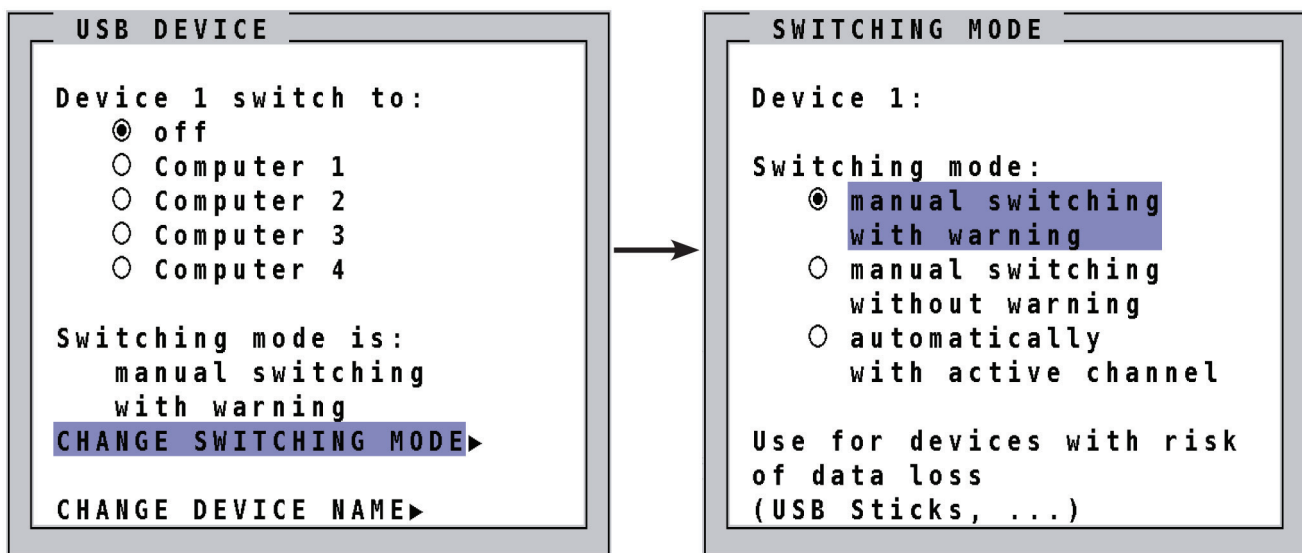 USB DEVICE
Device 1 switch to:
off
Computer 1
Computer 2
Computer 3
Computer 4
Switching mode is:
manual switching
with warning
CHANGE SWITCHING MODE▶
CHANGE DEVICE NAME▶
SWITCHING MODE
Device 1:
Switching mode:
manual switching
with warning
manual switching
without warning
automatically
with active channel
Use for devices with risk
of data loss
(USB Sticks, ...)